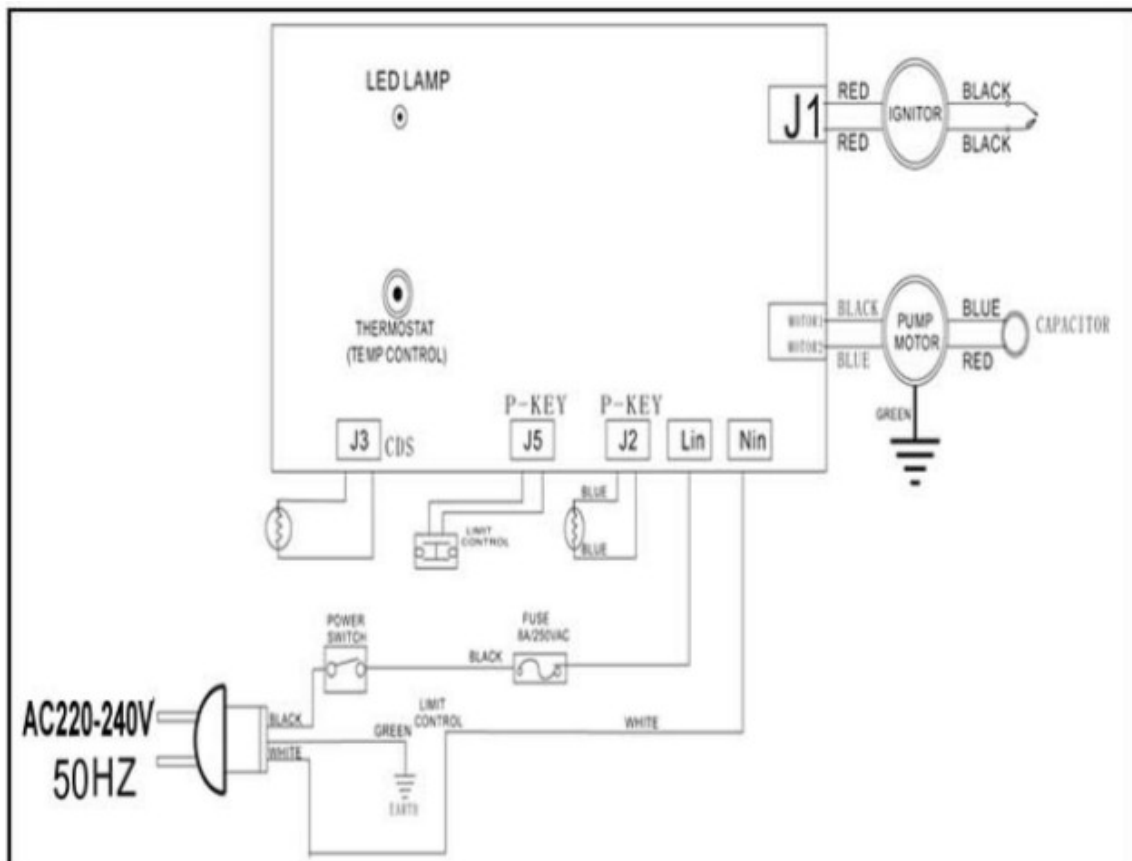 LED LAMP
J1
RED
RED
IGNITOR
BLACK
BLACK
THERMOSTAT
(TEMP CONTROL)
MOTOR1
MOTOR2
BLACK
BLUE
PUMP
MOTOR
BLUE
RED
CAPACITOR
GREEN
J3
CDS
P-KEY
J5
P-KEY
J2
Lin
Nin
LIMIT
CONTROL
BLUE
BLUE
POWER
SWITCH
BLACK
FUSE
8A/250VAC
AC220-240V
50HZ
BLACK
GREEN
WHITE
LIMIT
CONTROL
WHITE
EARTH